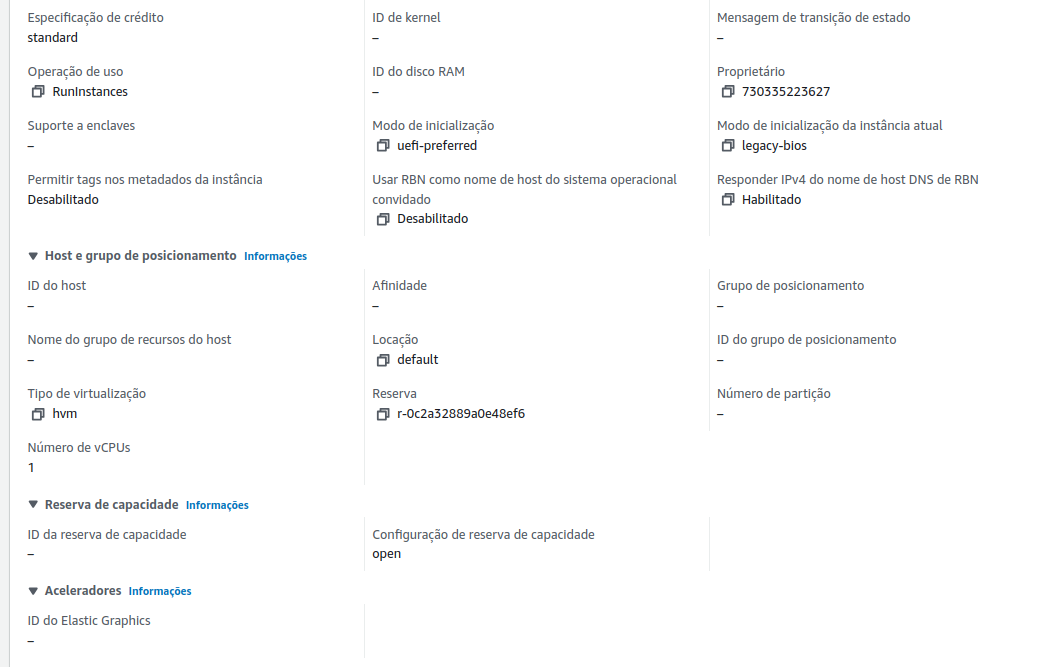 Especificação de crédito
standard
ID de kernel
–
Mensagem de transição de estado
–
Operação de uso
RunInstances
ID do disco RAM
–
Proprietário
730335223627
Suporte a enclaves
–
Modo de inicialização
uefi-preferred
Modo de inicialização da instância atual
legacy-bios
Permitir tags nos metadados da instância
Desabilitado
Usar RBN como nome de host do sistema operacional
convidado
Desabilitado
Responder IPv4 do nome de host DNS de RBN
Habilitado
Host e grupo de posicionamento Informações
ID do host
–
Afinidade
–
Grupo de posicionamento
–
Nome do grupo de recursos do host
–
Locação
default
ID do grupo de posicionamento
–
Tipo de virtualização
hvm
Reserva
r-0c2a32889a0e48ef6
Número de partição
–
Número de vCPUs
1
Reserva de capacidade Informações
ID da reserva de capacidade
–
Configuração de reserva de capacidade
open
Aceleradores Informações
ID do Elastic Graphics
–